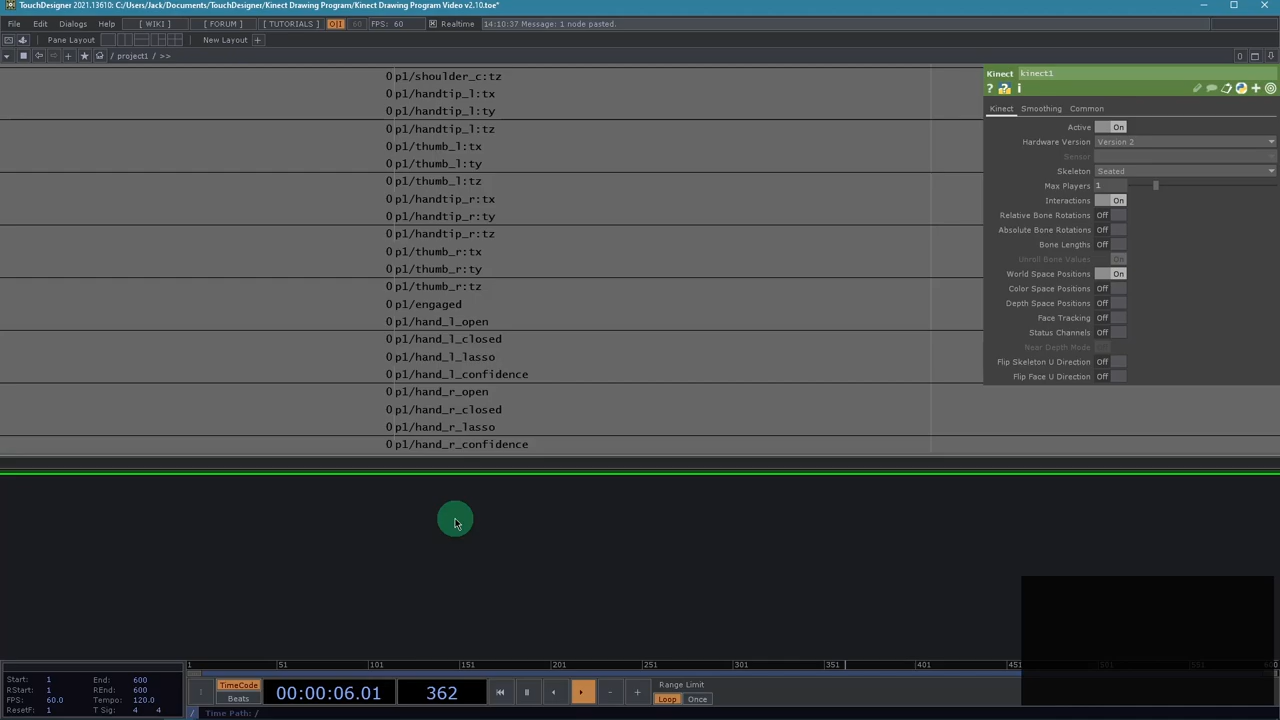 TouchDesigner 2021.13610: C:/Users/Jack/Documents/TouchDesigner/Kinect Drawing Program/Kinect Drawing Program Video v2.10.toe*
File Edit Dialogs Help [ WIKI ] [ FORUM ] [ TUTORIALS ] O|I 60 FPS: 60 Realtime 14:10:37 Message: 1 node pasted.
Pane Layout New Layout +
/ project1 / >> 0
0 p1/shoulder_c:tz
0 p1/handtip_l:tx
0 p1/handtip_l:ty
0 p1/handtip_l:tz
0 p1/thumb_l:tx
0 p1/thumb_l:ty
0 p1/thumb_l:tz
0 p1/handtip_r:tx
0 p1/handtip_r:ty
0 p1/handtip_r:tz
0 p1/thumb_r:tx
0 p1/thumb_r:ty
0 p1/thumb_r:tz
0 p1/engaged
0 p1/hand_l_open
0 p1/hand_l_closed
0 p1/hand_l_lasso
0 p1/hand_l_confidence
0 p1/hand_r_open
0 p1/hand_r_closed
0 p1/hand_r_lasso
0 p1/hand_r_confidence
Kinect kinect1
? ? i
Kinect Smoothing Common
Active On
Hardware Version Version 2
Sensor
Skeleton Seated
Max Players 1
Interactions On
Relative Bone Rotations Off
Absolute Bone Rotations Off
Bone Lengths Off
Unroll Bone Values On
World Space Positions On
Color Space Positions Off
Depth Space Positions Off
Face Tracking Off
Status Channels Off
Near Depth Mode
Flip Skeleton U Direction Off
Flip Face U Direction Off
1 51 101 151 201 251 301 351 401 451 600
Start: 1 End: 600
RStart: 1 REnd: 600
FPS: 60.0 Tempo: 120.0
ResetF: 1 T Sig: 4 4
TimeCode
Beats
00:00:06.01
362
- +
Range Limit
Loop Once
/ Time Path: /